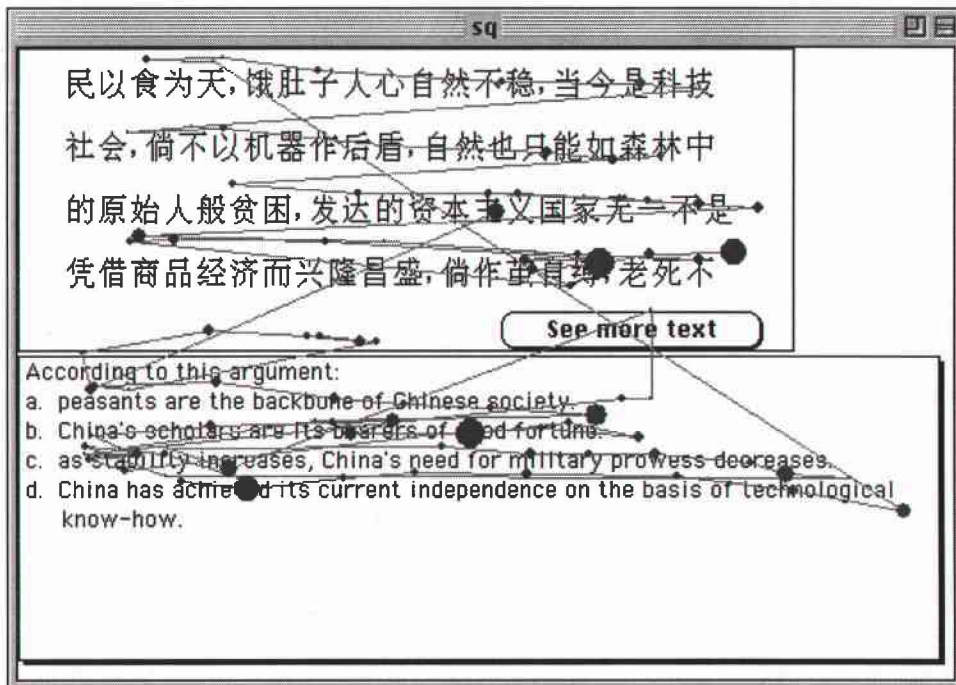 sq
民以食为天,饿肚子人心自然不稳,当今是科技
社会,倘不以机器作后盾,自然也只能如森林中
的原始人般贫困,发达的资本主义国家无一不是
凭借商品经济而兴隆昌盛,倘作茧自缚,老死不
See more text
According to this argument:
a. peasants are the backbone of Chinese society.
b. China's scholars are its bearers of good fortune.
c. as stability increases, China's need for military prowess decreases.
d. China has achieved its current independence on the basis of technological
know-how.